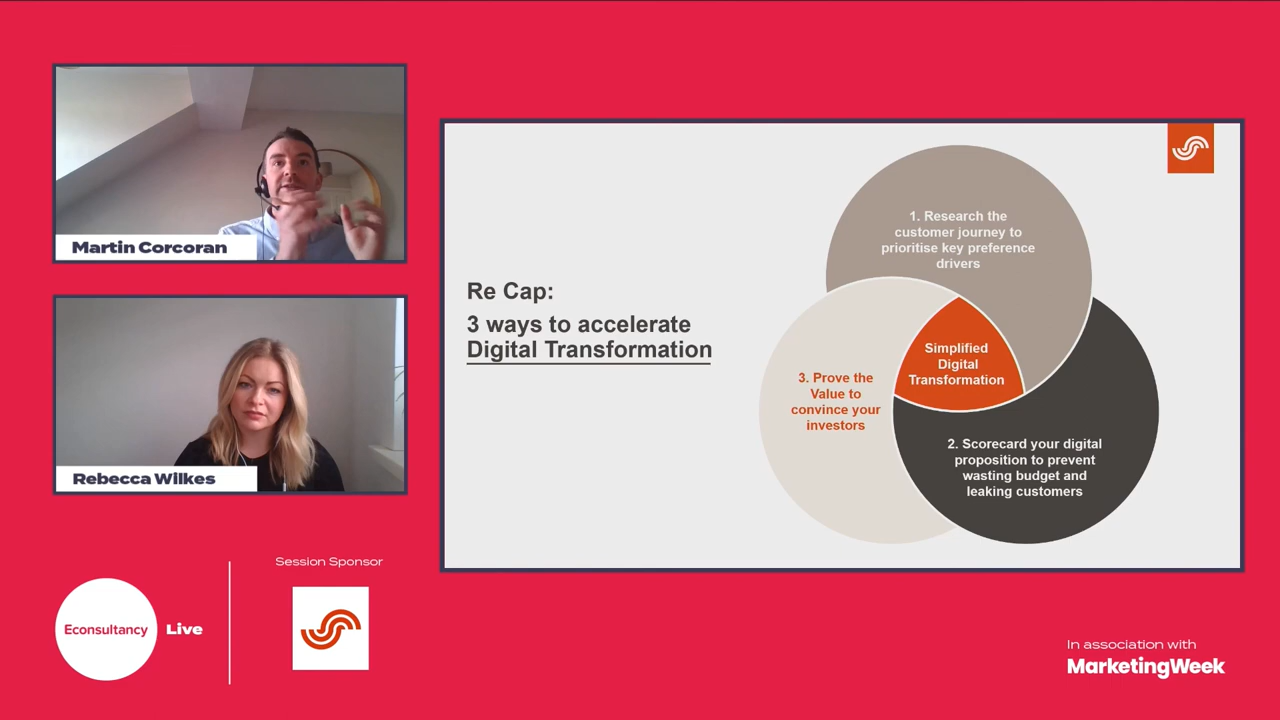 Martin Corcoran
Rebecca Wilkes
Re Cap:
3 ways to accelerate
Digital Transformation
1. Research the
customer journey to
prioritise key preference
drivers
Simplified
Digital
Transformation
3. Prove the
Value to
convince your
investors
2. Scorecard your digital
proposition to prevent
wasting budget and
leaking customers
Econsultancy
Live
Session Sponsor
In association with
MarketingWeek